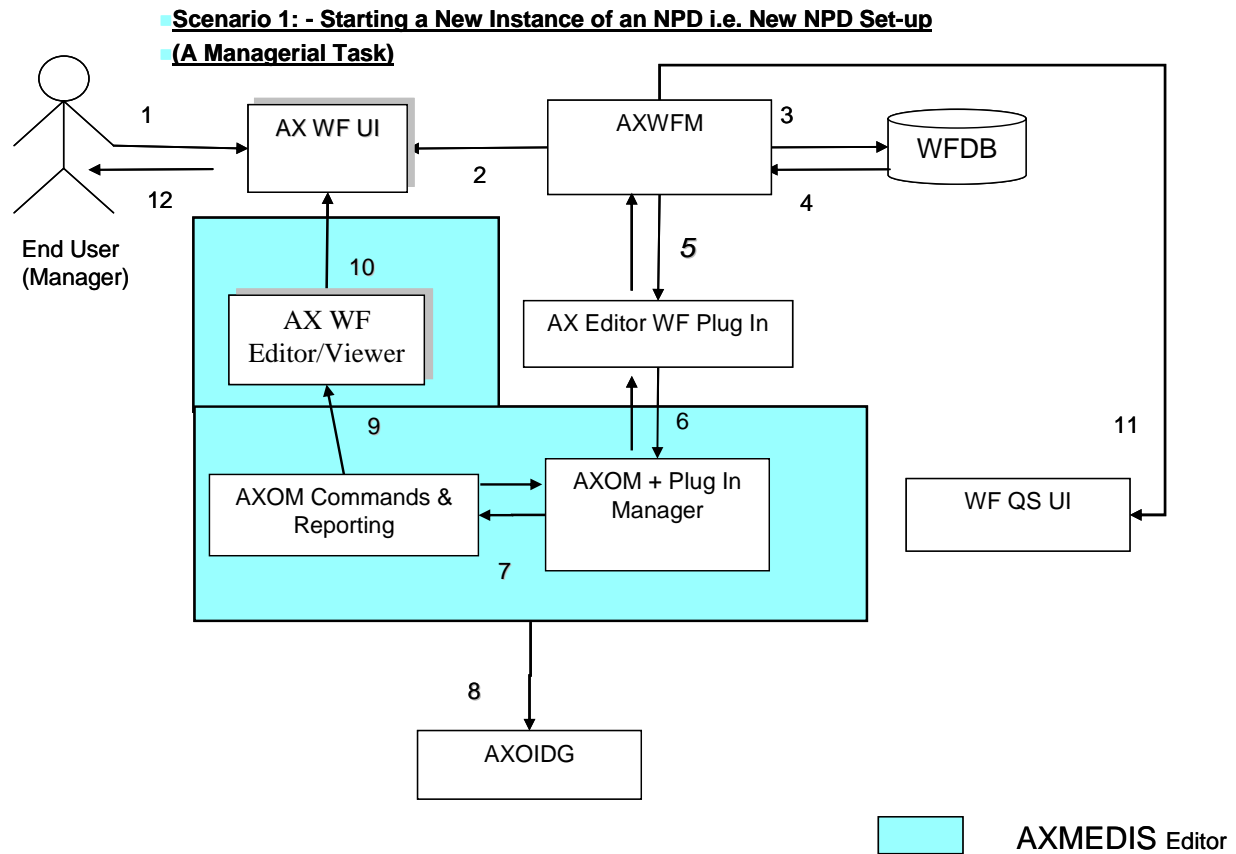 Scenario 1: - Starting a New Instance of an NPD i.e. New NPD Set-up
(A Managerial Task)
1
AX WF UI
AXWFM
3
WFDB
2
4
12
End User
(Manager)
5
10
AX WF
Editor/Viewer
AX Editor WF Plug In
9
6
11
AXOM Commands &
Reporting
AXOM + Plug In
Manager
WF QS UI
7
8
AXOIDG
AXMEDIS Editor